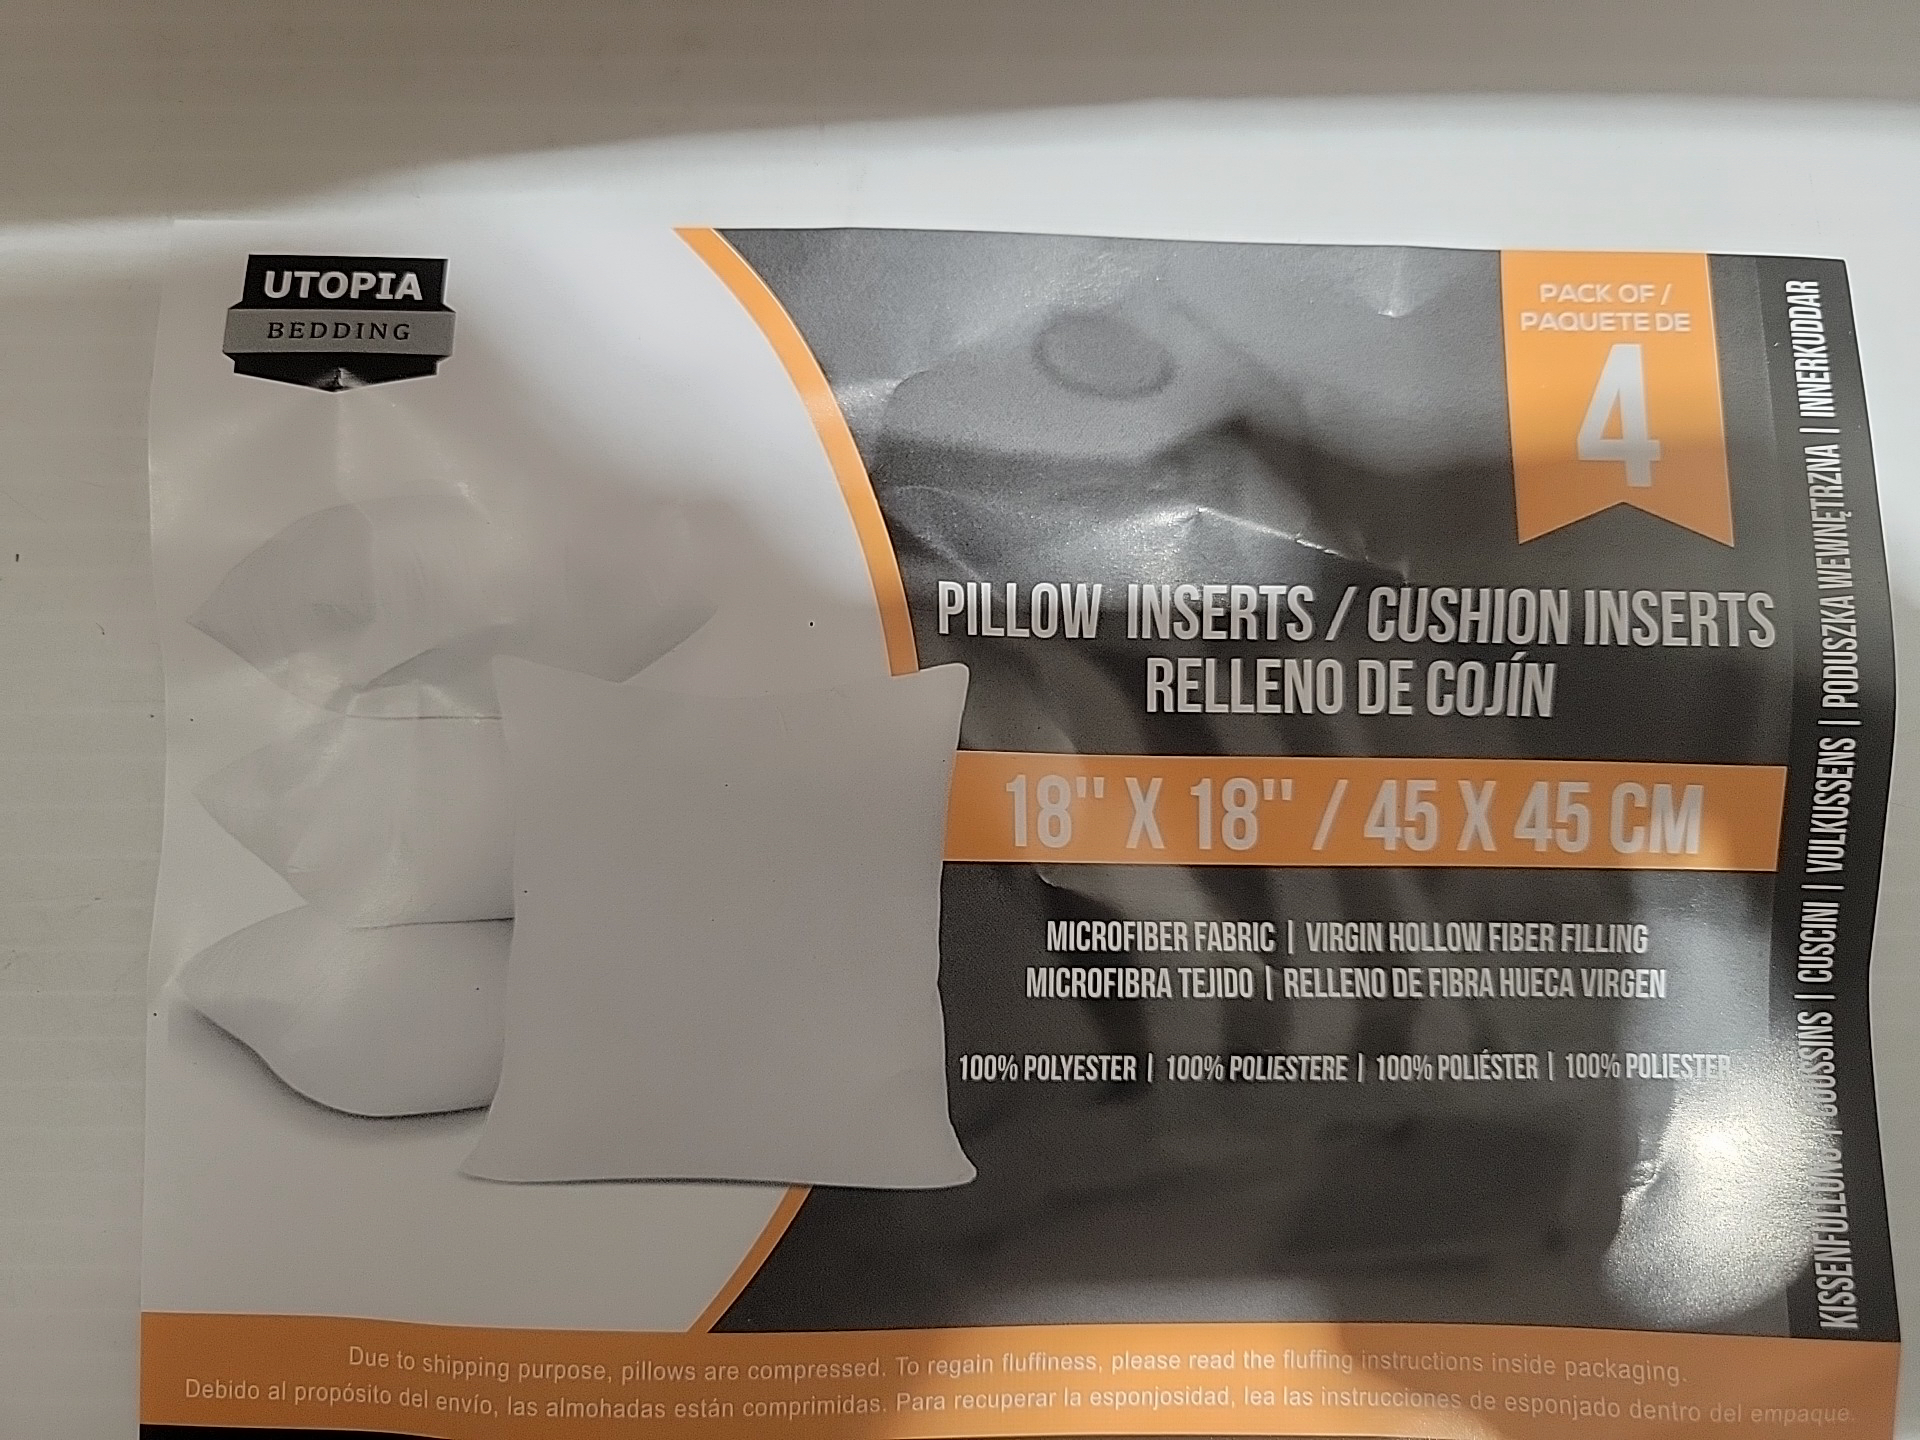 UTOPIA
BEDDING
PACK OF /
PAQUETE DE
4
PILLOW INSERTS / CUSHION INSERTS
RELLENO DE COJÍN
18" X 18" / 45 X 45 CM
MICROFIBER FABRIC | VIRGIN HOLLOW FIBER FILLING
MICROFIBRA TEJIDO | RELLENO DE FIBRA HUECA VIRGEN
100% POLYESTER | 100% POLIESTERE | 100% POLIÉSTER | 100% POLIESTER
KISSENFÜLLUNG | COUSSINS | CUSCINI | VULKUSSENS | PODUSZKA WEWNĘTRZNA | INNERKUDDAR
Due to shipping purpose, pillows are compressed. To regain fluffiness, please read the fluffing instructions inside packaging.
Debido al propósito del envío, las almohadas están comprimidas. Para recuperar la esponjosidad, lea las instrucciones de esponjado dentro del empaque.